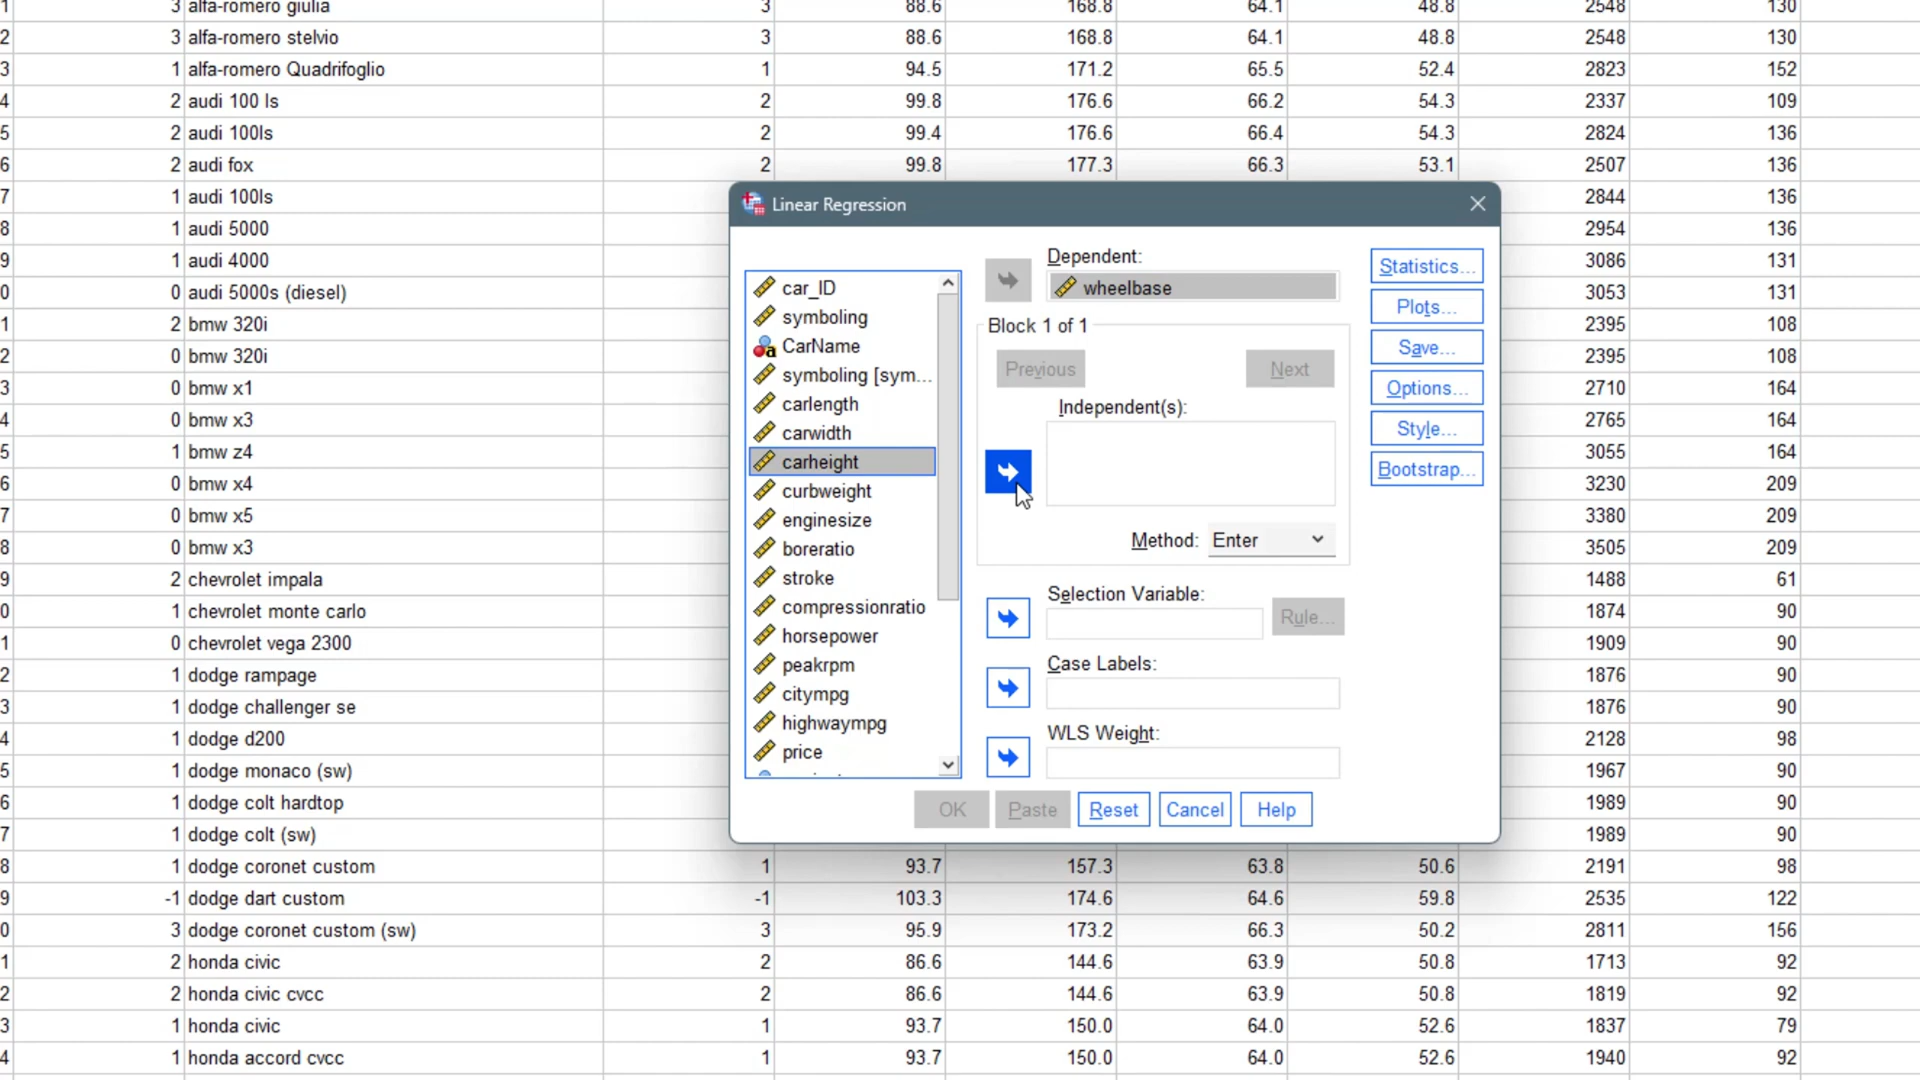 1 3 alfa-romero giulia 3 88.6 168.8 64.1 48.8 2548 130
2 3 alfa-romero stelvio 3 88.6 168.8 64.1 48.8 2548 130
3 1 alfa-romero Quadrifoglio 1 94.5 171.2 65.5 52.4 2823 152
4 2 audi 100 ls 2 99.8 176.6 66.2 54.3 2337 109
5 2 audi 100ls 2 99.4 176.6 66.4 54.3 2824 136
6 2 audi fox 2 99.8 177.3 66.3 53.1 2507 136
7 1 audi 100ls 2844 136
8 1 audi 5000 2954 136
9 1 audi 4000 3086 131
0 0 audi 5000s (diesel) 3053 131
1 2 bmw 320i 2395 108
2 0 bmw 320i 2395 108
3 0 bmw x1 2710 164
4 0 bmw x3 2765 164
5 1 bmw z4 3055 164
6 0 bmw x4 3230 209
7 0 bmw x5 3380 209
8 0 bmw x3 3505 209
9 2 chevrolet impala 1488 61
0 1 chevrolet monte carlo 1874 90
1 0 chevrolet vega 2300 1909 90
2 1 dodge rampage 1876 90
3 1 dodge challenger se 1876 90
4 1 dodge d200 2128 98
5 1 dodge monaco (sw) 1967 90
6 1 dodge colt hardtop 1989 90
7 1 dodge colt (sw) 1989 90
8 1 dodge coronet custom 1 93.7 157.3 63.8 50.6 2191 98
9 -1 dodge dart custom -1 103.3 174.6 64.6 59.8 2535 122
0 3 dodge coronet custom (sw) 3 95.9 173.2 66.3 50.2 2811 156
1 2 honda civic 2 86.6 144.6 63.9 50.8 1713 92
2 2 honda civic cvcc 2 86.6 144.6 63.9 50.8 1819 92
3 1 honda civic 1 93.7 150.0 64.0 52.6 1837 79
4 1 honda accord cvcc 1 93.7 150.0 64.0 52.6 1940 92
Linear Regression
car_ID
symboling
CarName
symboling [sym...
carlength
carwidth
carheight
curbweight
enginesize
boreratio
stroke
compressionratio
horsepower
peakrpm
citympg
highwaympg
price
Dependent:
wheelbase
Block 1 of 1
Previous
Next
Independent(s):
Method: Enter
Selection Variable:
Rule...
Case Labels:
WLS Weight:
Statistics...
Plots...
Save...
Options...
Style...
Bootstrap...
OK
Paste
Reset
Cancel
Help